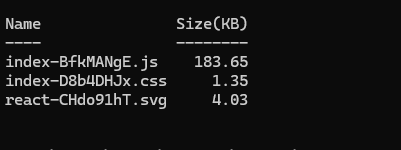 Name                 Size(KB)
----                 --------
index-BfkMANgE.js      183.65
index-D8b4DHJx.css       1.35
react-CHdo91hT.svg       4.03